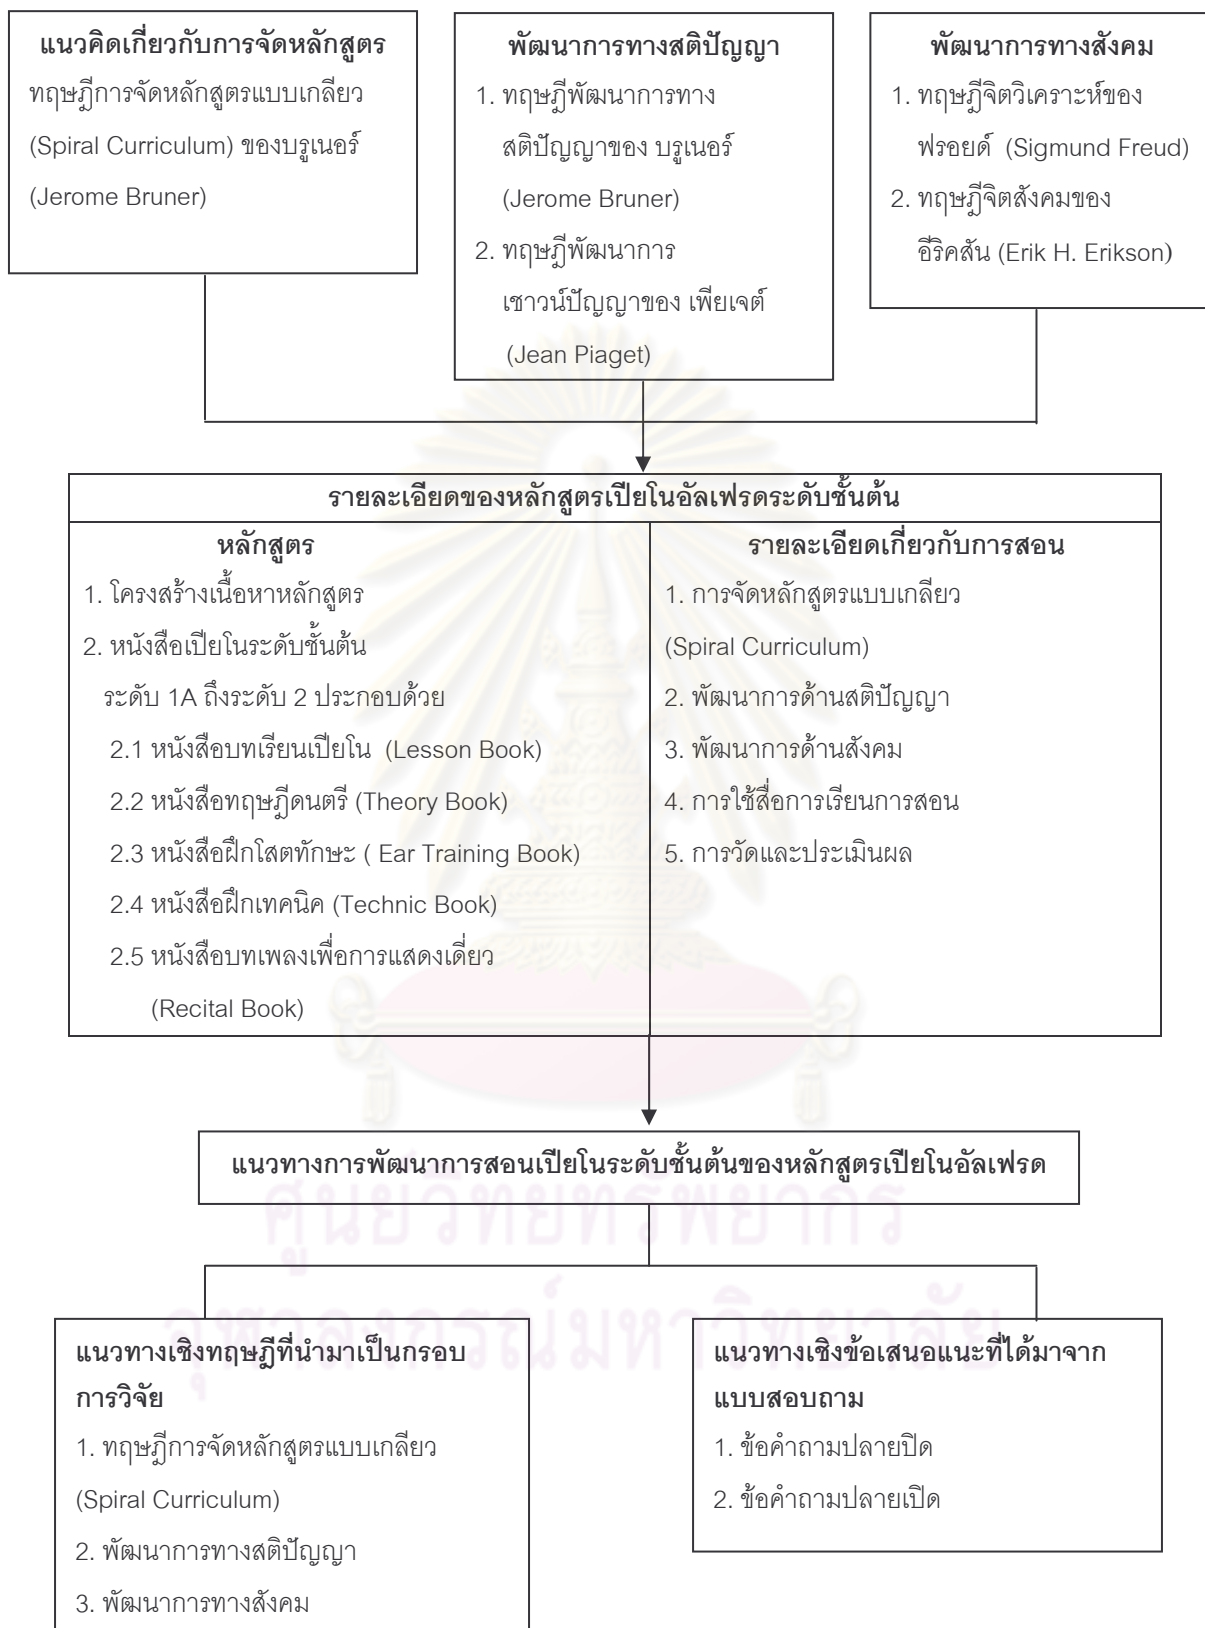 แนวคิดเกี่ยวกับการจัดหลักสูตร
ทฤษฎีการจัดหลักสูตรแบบเกลียว
(Spiral Curriculum) ของบรูเนอร์
(Jerome Bruner)
พัฒนาการทางสติปัญญา
1. ทฤษฎีพัฒนาการทาง
สติปัญญาของ บรูเนอร์
(Jerome Bruner)
2. ทฤษฎีพัฒนาการ
เชาวน์ปัญญาของ เพียเจต์
(Jean Piaget)
พัฒนาการทางสังคม
1. ทฤษฎีจิตวิเคราะห์ของ
ฟรอยด์ (Sigmund Freud)
2. ทฤษฎีจิตสังคมของ
อีริคสัน (Erik H. Erikson)
รายละเอียดของหลักสูตรเปียโนอัลเฟรดระดับชั้นต้น
หลักสูตร
1. โครงสร้างเนื้อหาหลักสูตร
2. หนังสือเปียโนระดับชั้นต้น
ระดับ 1A ถึงระดับ 2 ประกอบด้วย
2.1 หนังสือบทเรียนเปียโน (Lesson Book)
2.2 หนังสือทฤษฎีดนตรี (Theory Book)
2.3 หนังสือฝึกโสตทักษะ ( Ear Training Book)
2.4 หนังสือฝึกเทคนิค (Technic Book)
2.5 หนังสือบทเพลงเพื่อการแสดงเดี่ยว
(Recital Book)
รายละเอียดเกี่ยวกับการสอน
1. การจัดหลักสูตรแบบเกลียว
(Spiral Curriculum)
2. พัฒนาการด้านสติปัญญา
3. พัฒนาการด้านสังคม
4. การใช้สื่อการเรียนการสอน
5. การวัดและประเมินผล
แนวทางการพัฒนาการสอนเปียโนระดับชั้นต้นของหลักสูตรเปียโนอัลเฟรด
ศูนย์วิทยทรัพยากร
จุฬาลงกรณ์มหาวิทยาลัย
แนวทางเชิงทฤษฎีที่นำมาเป็นกรอบ
การวิจัย
1. ทฤษฎีการจัดหลักสูตรแบบเกลียว
(Spiral Curriculum)
2. พัฒนาการทางสติปัญญา
3. พัฒนาการทางสังคม
แนวทางเชิงข้อเสนอแนะที่ได้มาจาก
แบบสอบถาม
1. ข้อคำถามปลายปิด
2. ข้อคำถามปลายเปิด